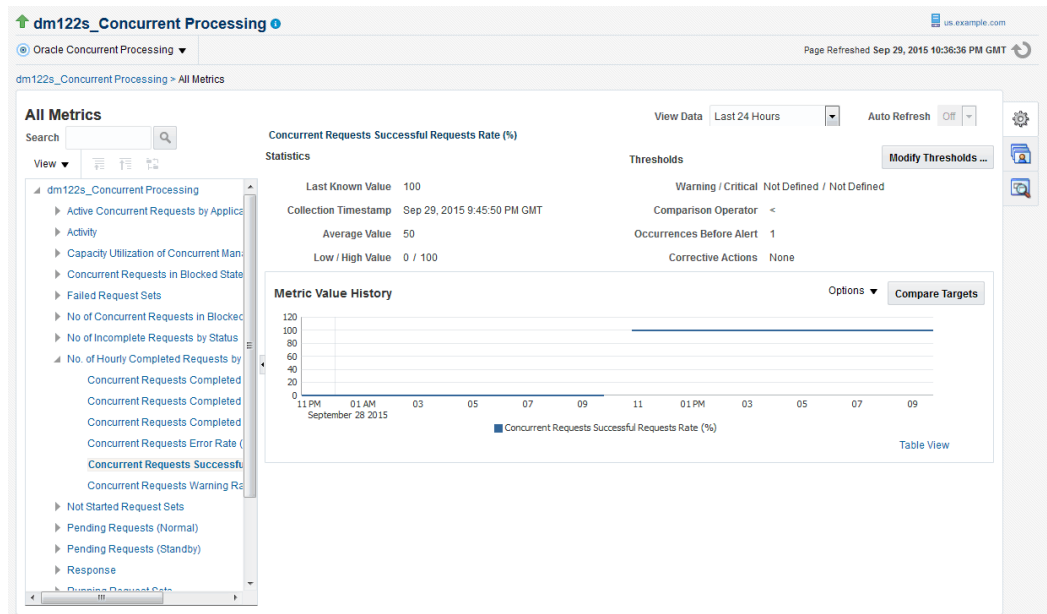 dm122s_Concurrent Processing
us.example.com
Oracle Concurrent Processing
Page Refreshed Sep 29, 2015 10:36:36 PM GMT
dm122s_Concurrent Processing > All Metrics
All Metrics
Search
View
dm122s_Concurrent Processing
Active Concurrent Requests by Applica
Activity
Capacity Utilization of Concurrent Man
Concurrent Requests in Blocked State
Failed Request Sets
No of Concurrent Requests in Blocked
No of Incomplete Requests by Status
No. of Hourly Completed Requests by
Concurrent Requests Completed
Concurrent Requests Completed
Concurrent Requests Completed
Concurrent Requests Error Rate (
Concurrent Requests Successfu
Concurrent Requests Warning Ra
Not Started Request Sets
Pending Requests (Normal)
Pending Requests (Standby)
Response
Running Request Sets
View Data Last 24 Hours
Auto Refresh Off
Concurrent Requests Successful Requests Rate (%)
Statistics
Last Known Value 100
Collection Timestamp Sep 29, 2015 9:45:50 PM GMT
Average Value 50
Low / High Value 0 / 100
Thresholds
Modify Thresholds ...
Warning / Critical Not Defined / Not Defined
Comparison Operator <
Occurrences Before Alert 1
Corrective Actions None
Metric Value History
Options
Compare Targets
120
100
80
60
40
20
0
11 PM 01 AM 03 05 07 09 11 01 PM 03 05 07 09
September 28 2015
Concurrent Requests Successful Requests Rate (%)
Table View